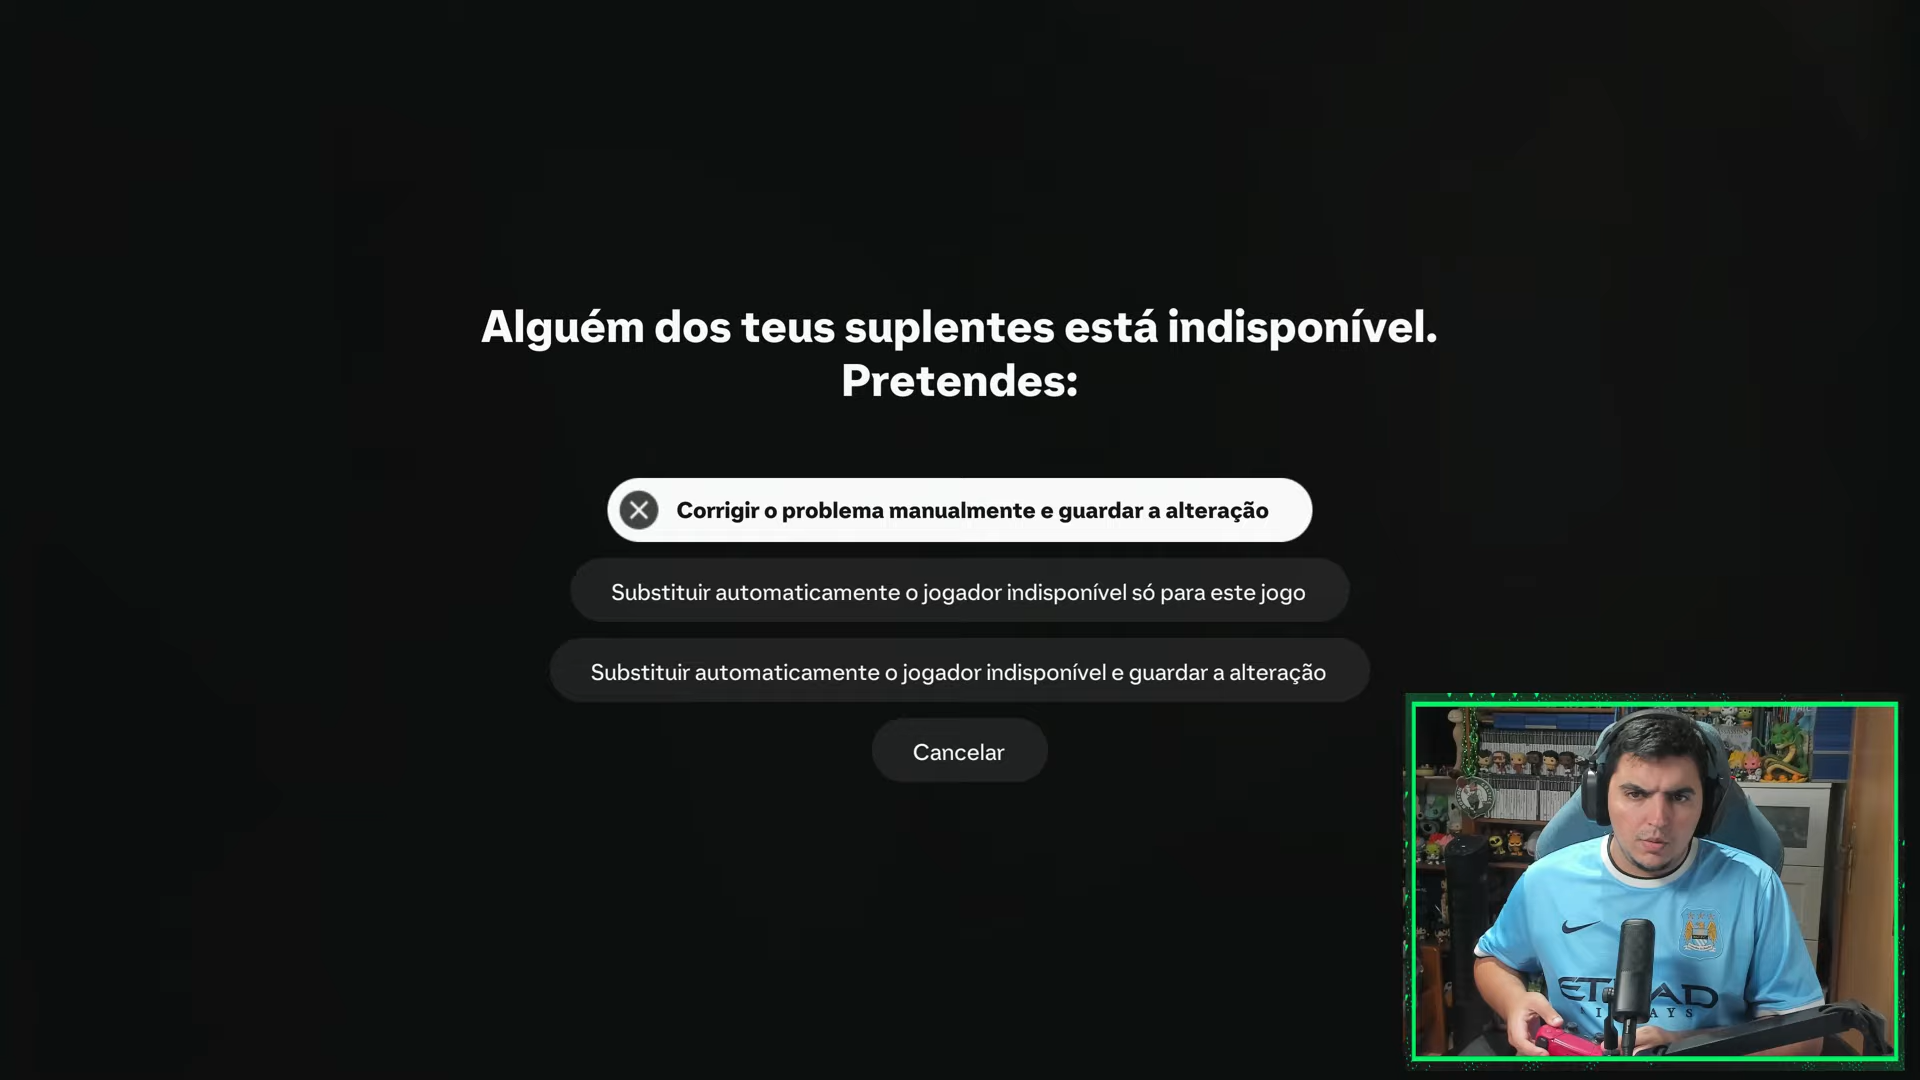 Alguém dos teus suplentes está indisponível.
Pretendes:
Corrigir o problema manualmente e guardar a alteração
Substituir automaticamente o jogador indisponível só para este jogo
Substituir automaticamente o jogador indisponível e guardar a alteração
Cancelar